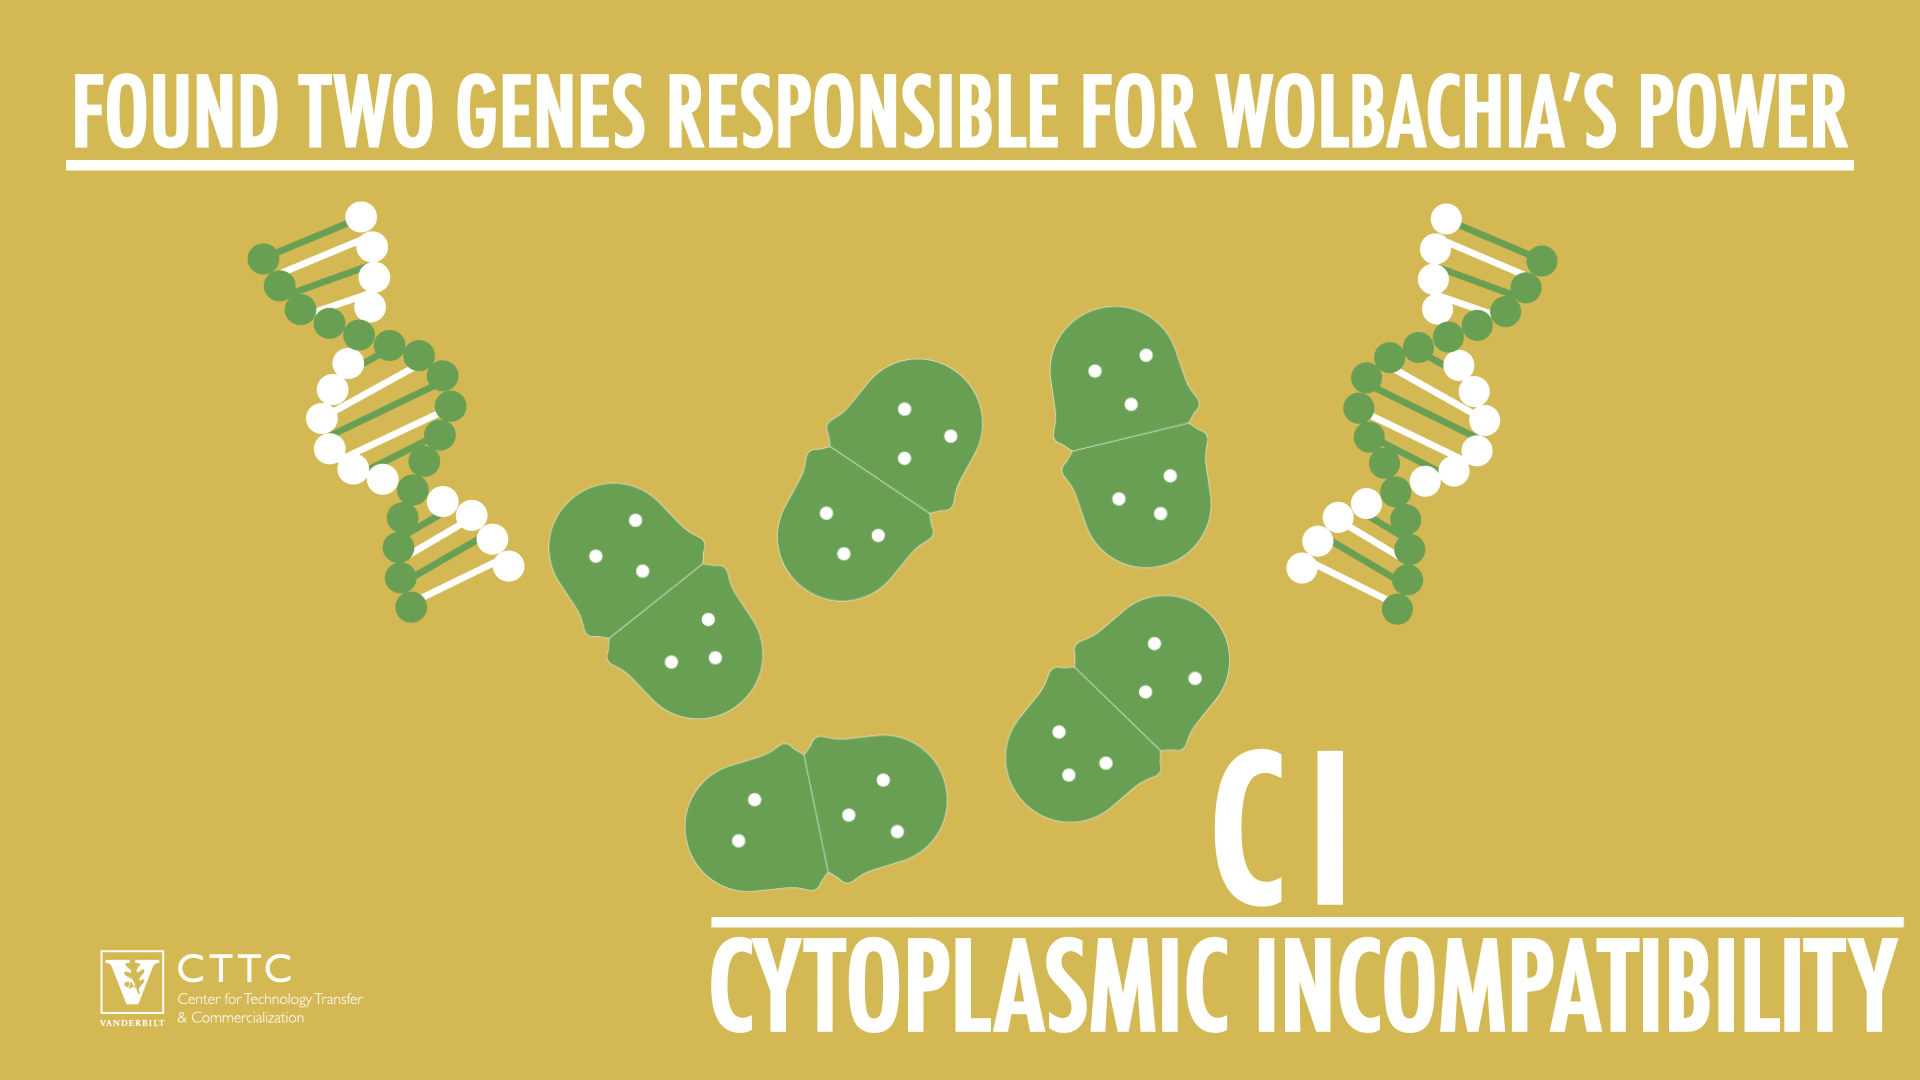 FOUND TWO GENES RESPONSIBLE FOR WOLBACHIA'S POWER
CI
CYTOPLASMIC INCOMPATIBILITY
V
VANDERBILT
CTTC
Center for Technology Transfer
& Commercialization